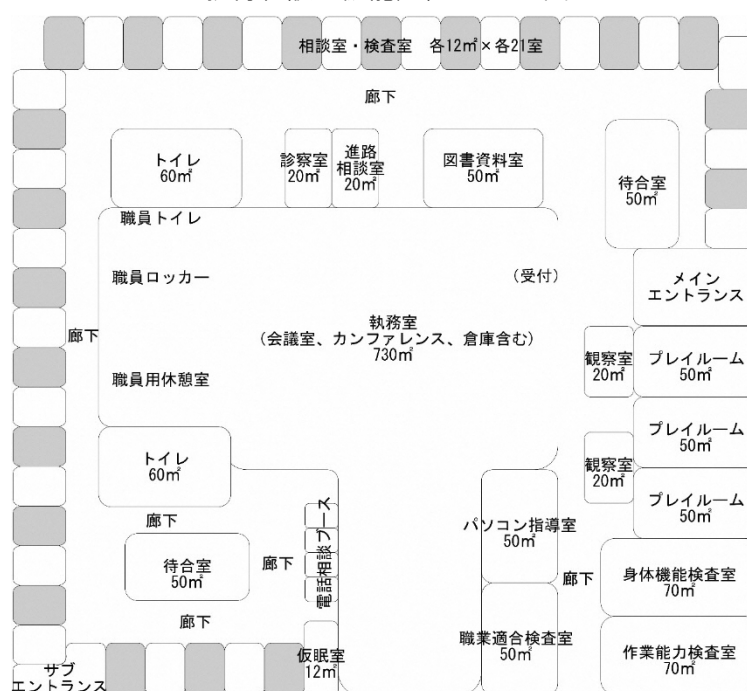 相談室・検査室　各12㎡×各21室
廊下
トイレ
60㎡
診察室
20㎡
進路
相談室
20㎡
図書資料室
50㎡
待合室
50㎡
職員トイレ
職員ロッカー
（受付）
メイン
エントランス
執務室
（会議室、カンファレンス、倉庫含む）
730㎡
廊下
観察室
20㎡
プレイルーム
50㎡
職員用休憩室
プレイルーム
50㎡
トイレ
60㎡
観察室
20㎡
プレイルーム
50㎡
電話相談ブース
廊下
パソコン指導室
50㎡
待合室
50㎡
廊下
廊下
身体機能検査室
70㎡
廊下
職業適合検査室
50㎡
仮眠室
12㎡
作業能力検査室
70㎡
サブ
エントランス